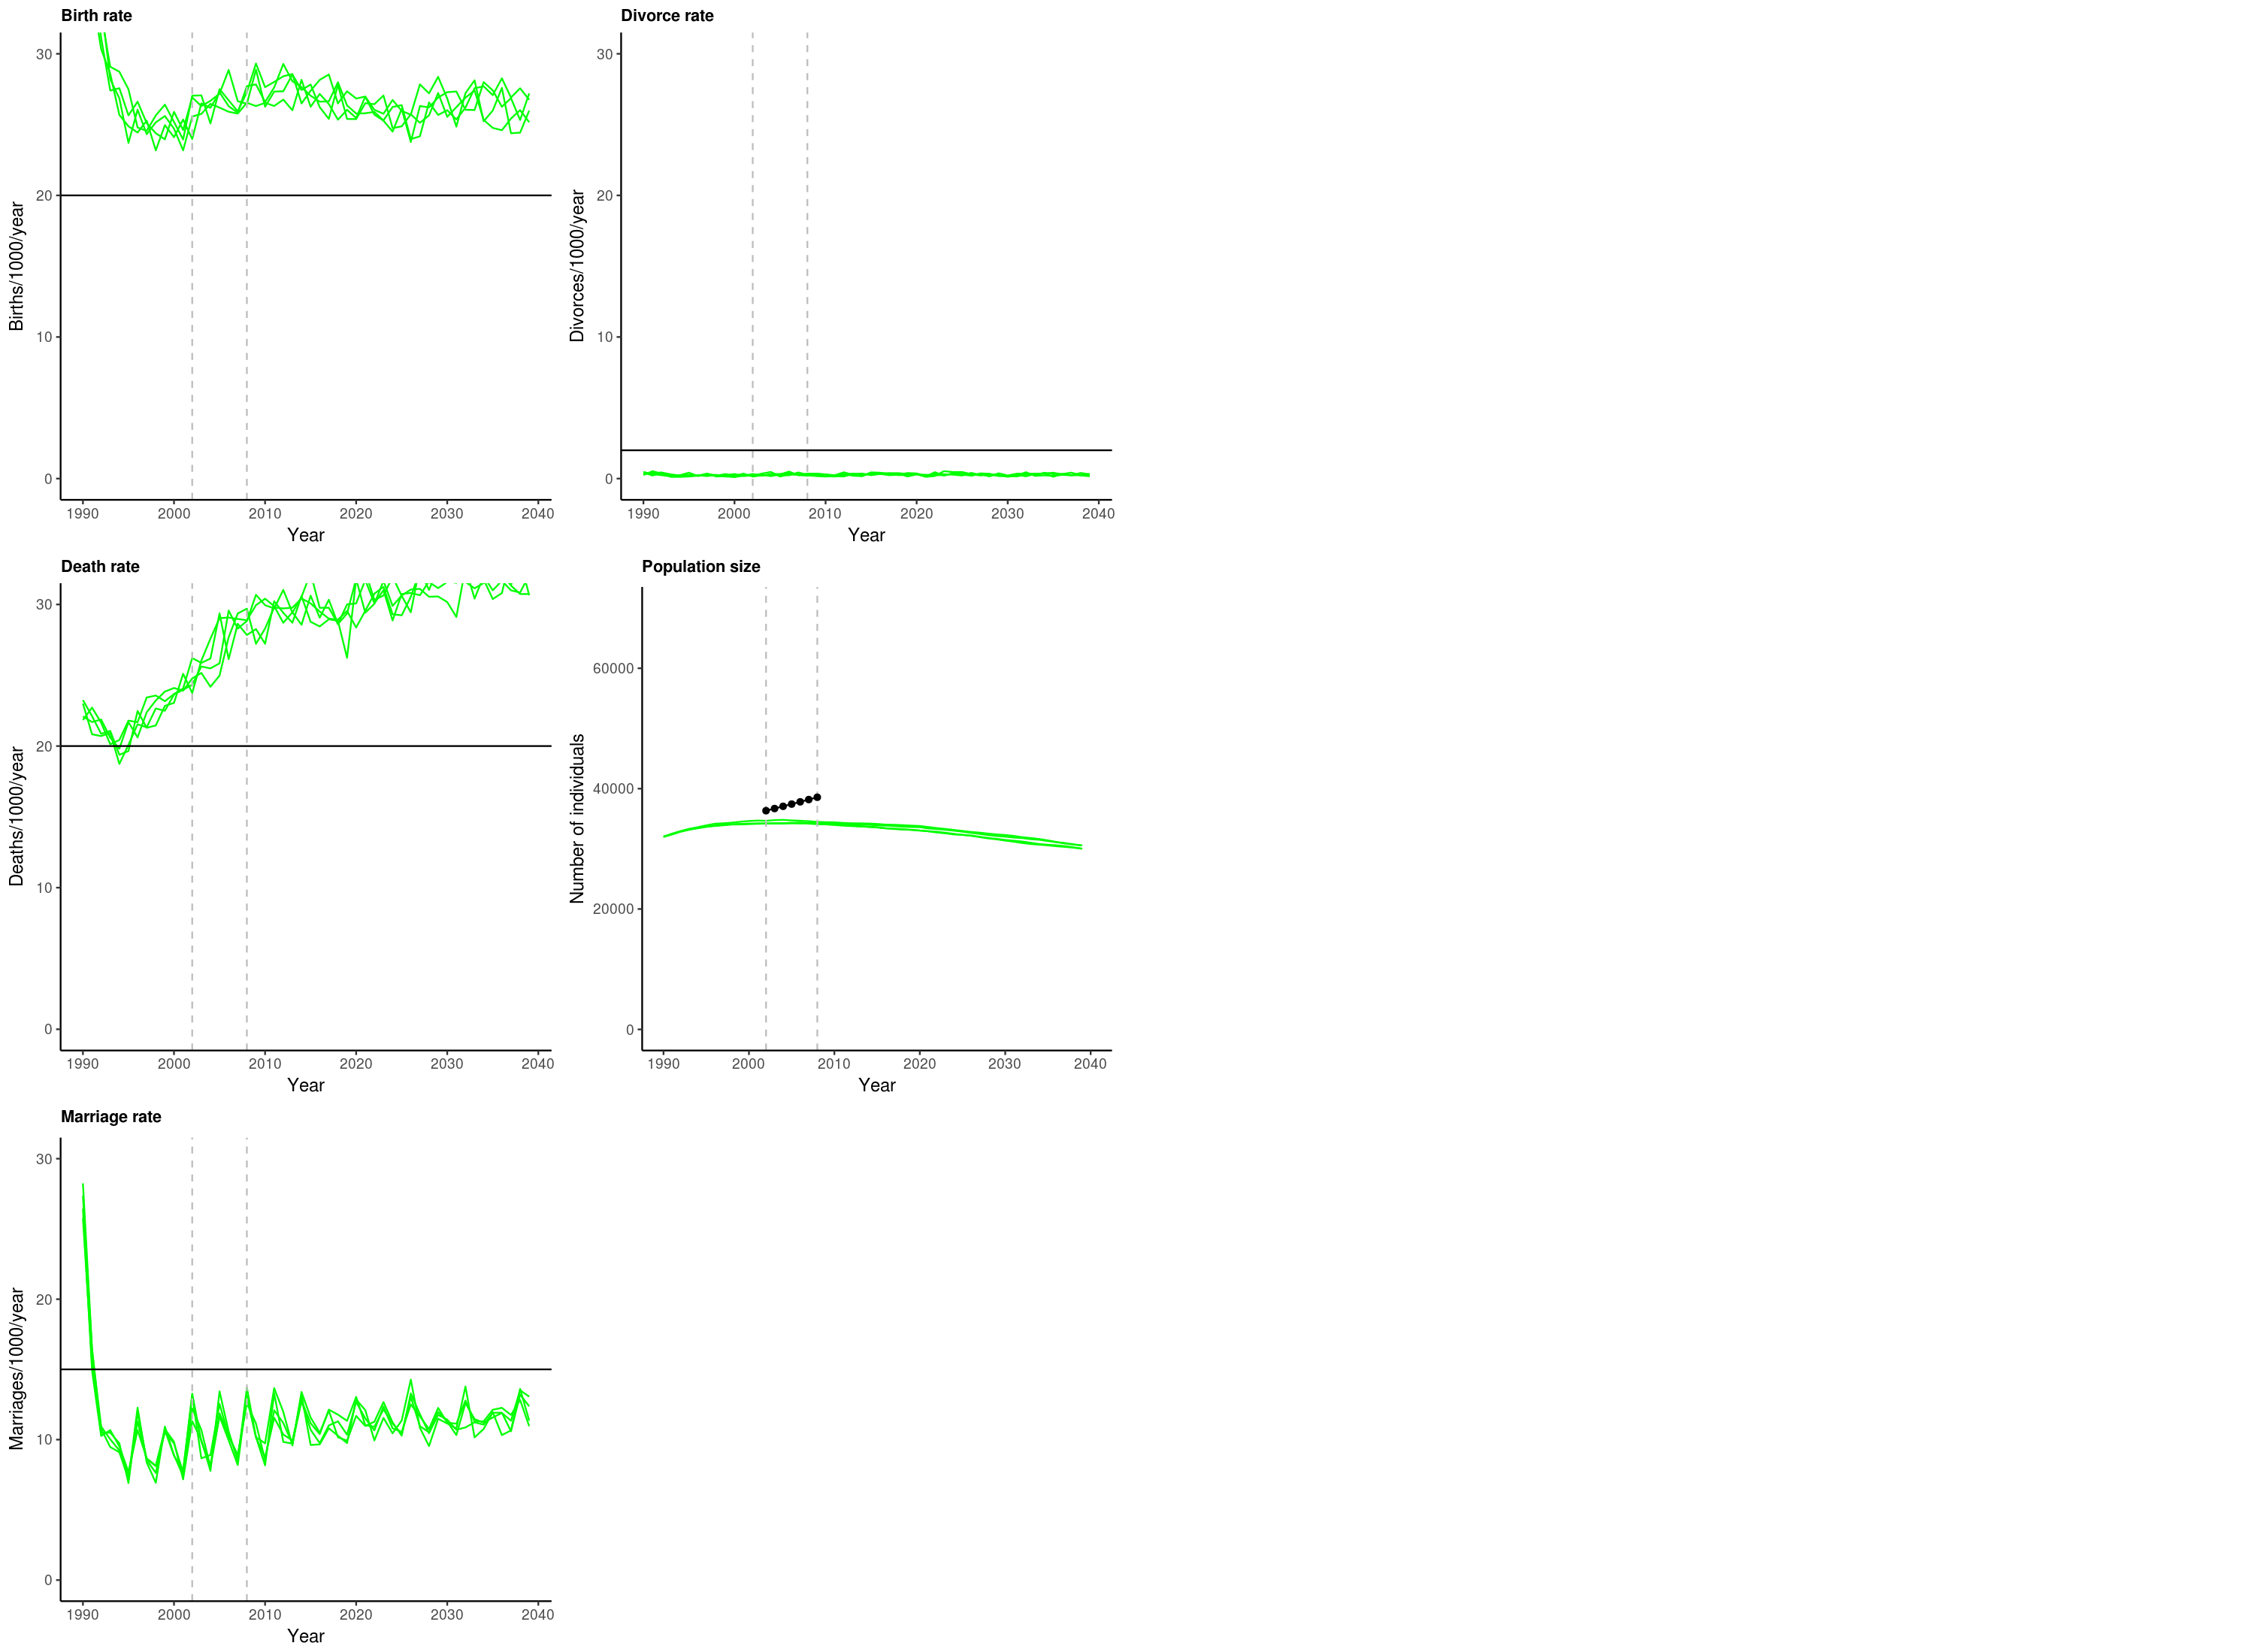 Birth rate
Births/1000/year
30
20
10
0
1990 2000 2010 2020 2030 2040
Year
Divorce rate
Divorces/1000/year
30
20
10
0
1990 2000 2010 2020 2030 2040
Year
Death rate
Deaths/1000/year
30
20
10
0
1990 2000 2010 2020 2030 2040
Year
Population size
Number of individuals
60000
40000
20000
0
1990 2000 2010 2020 2030 2040
Year
Marriage rate
Marriages/1000/year
30
20
10
0
1990 2000 2010 2020 2030 2040
Year